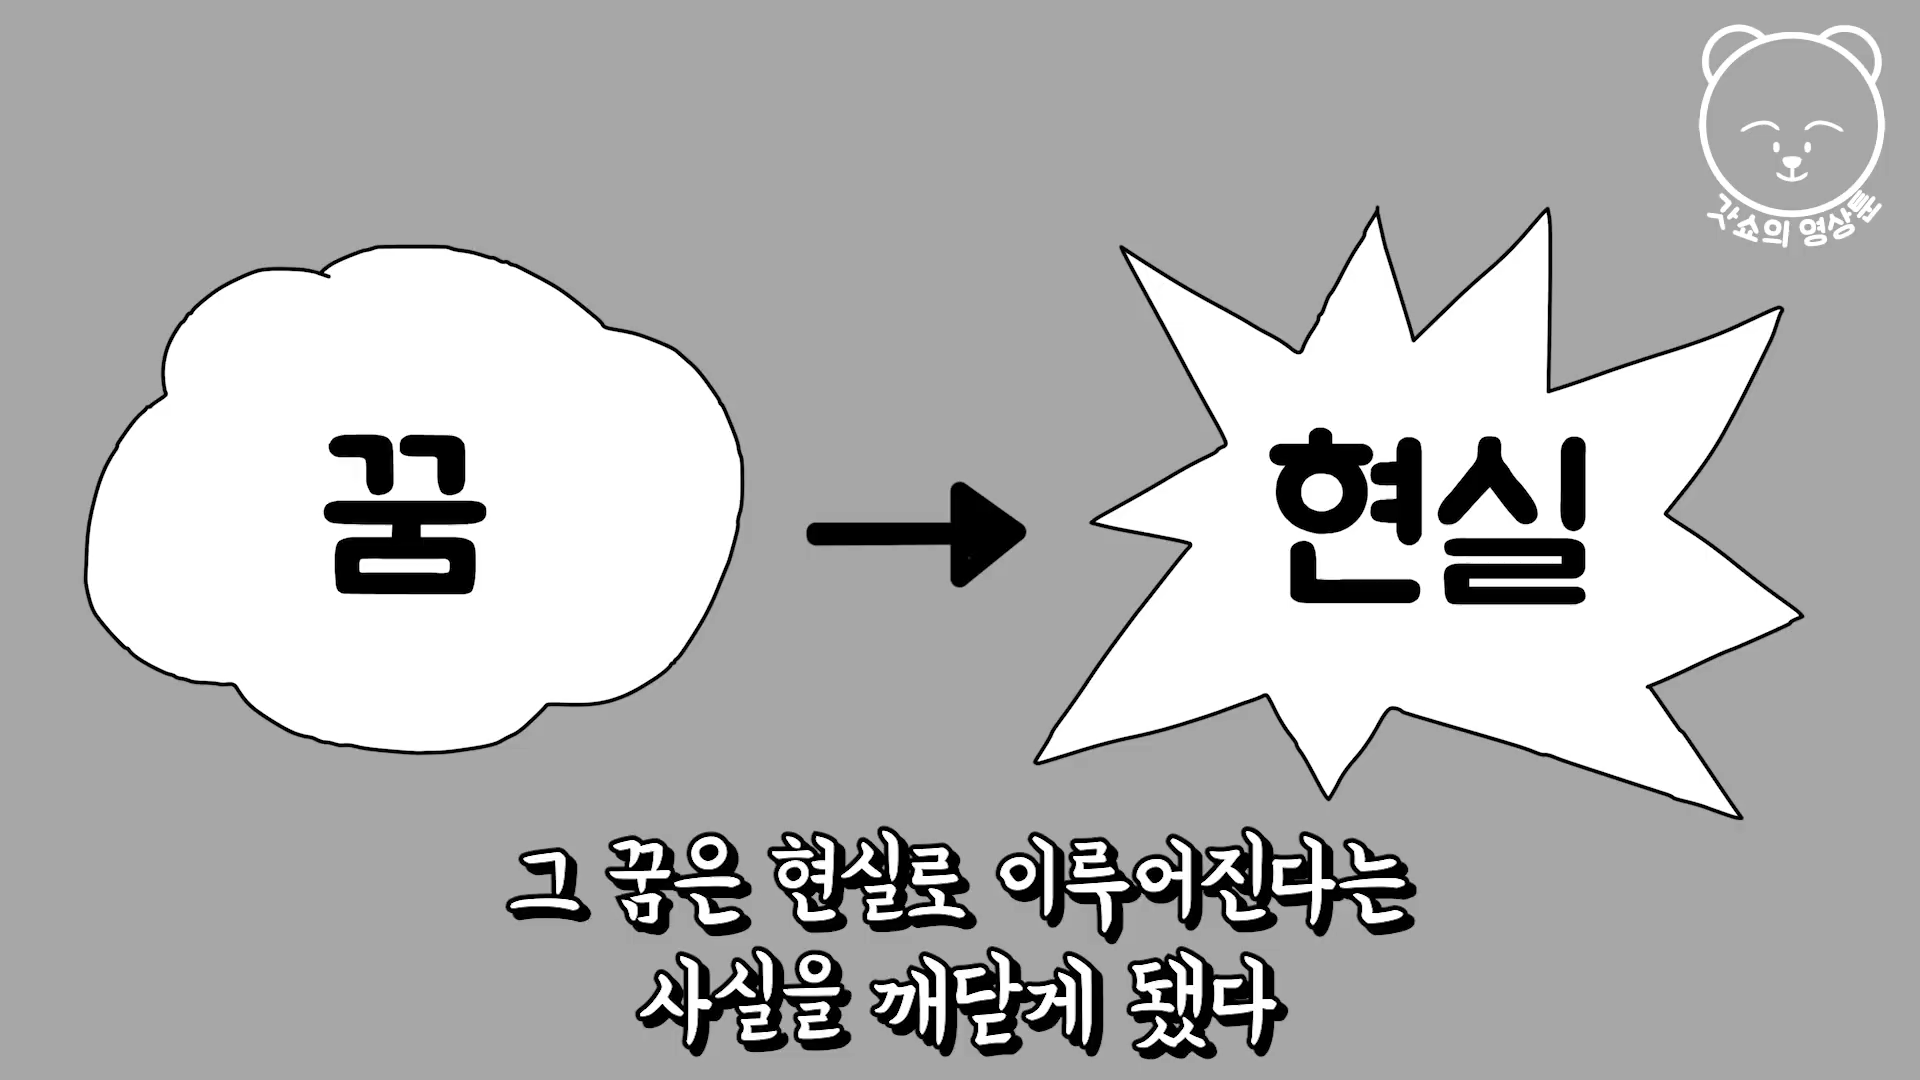 갓쇼의 영상툰
꿈
현실
그 꿈은 현실로 이루어진다는
사실을 깨닫게 됐다